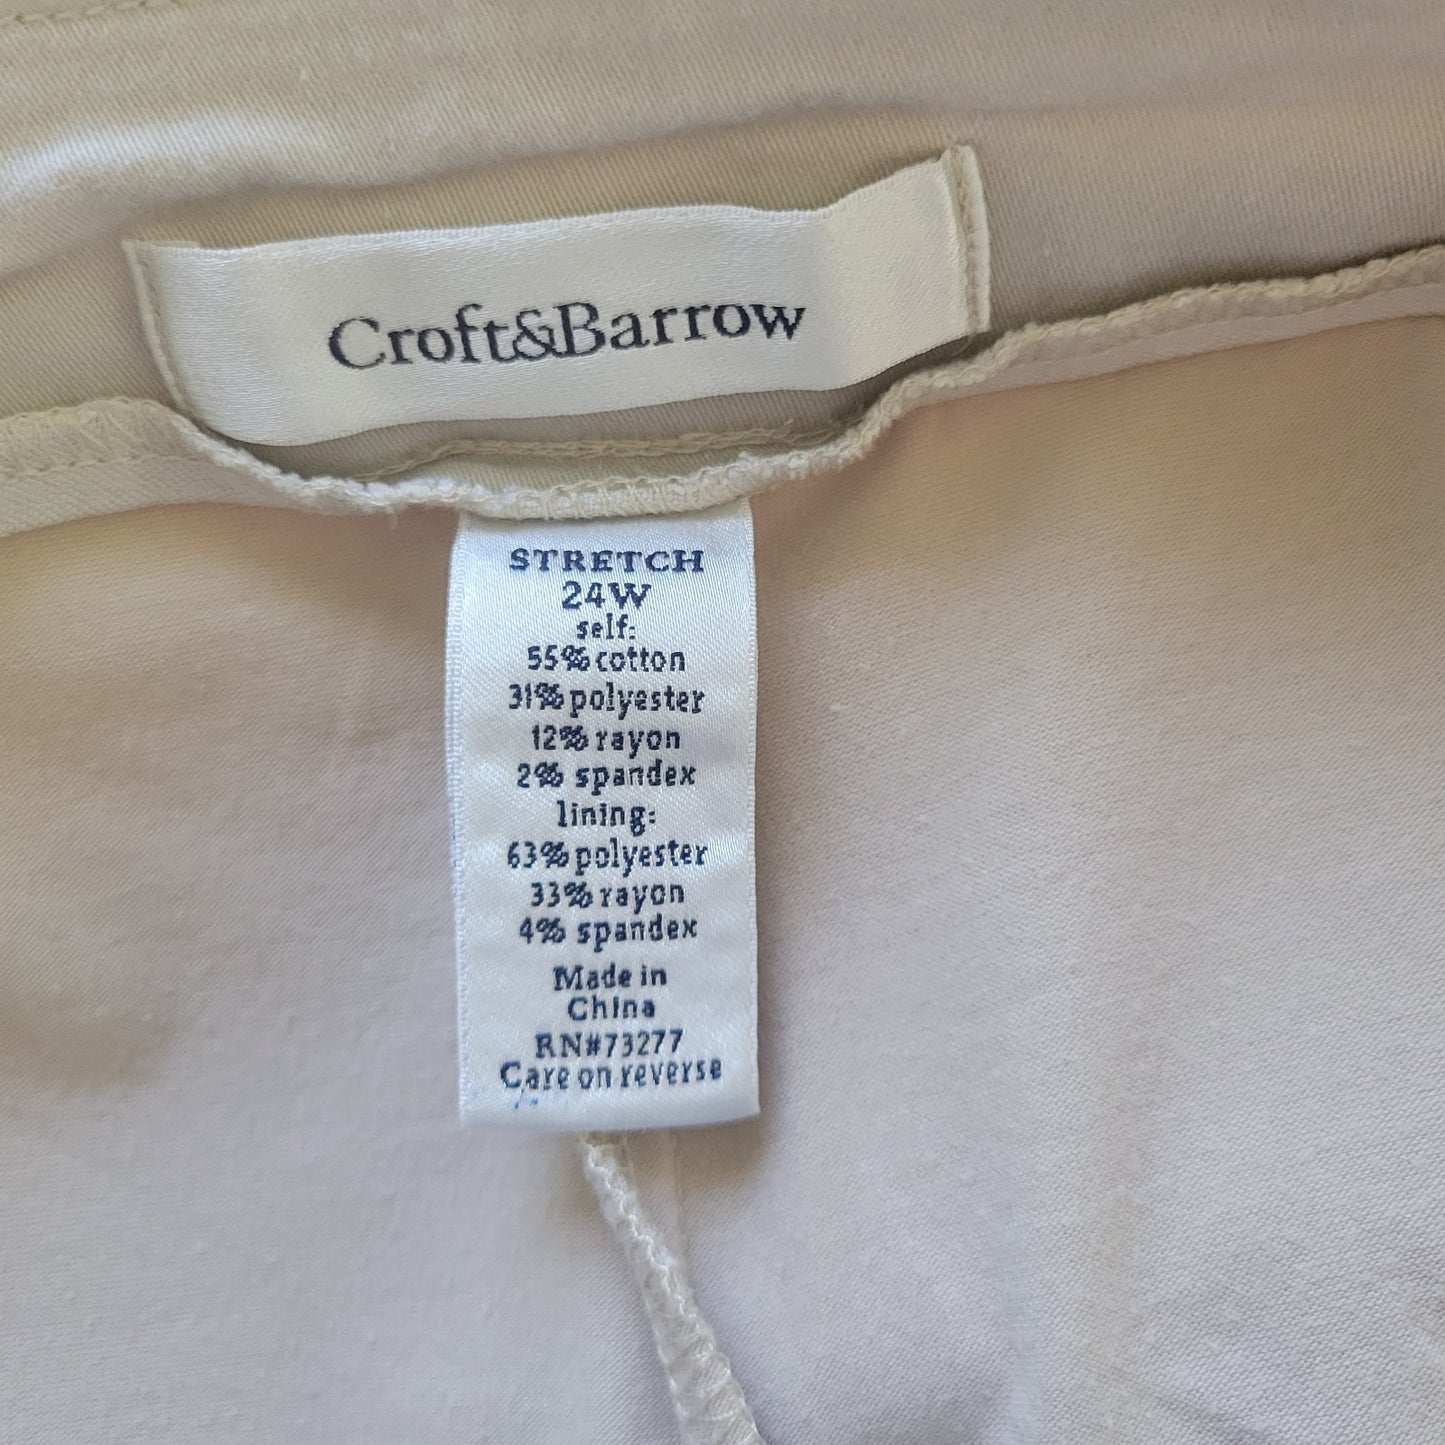 Croft&Barrow
STRETCH
24W
self:
55% cotton
31% polyester
12% rayon
2% spandex
lining:
63% polyester
33% rayon
4% spandex
Made in
China
RN#73277
Care on reverse